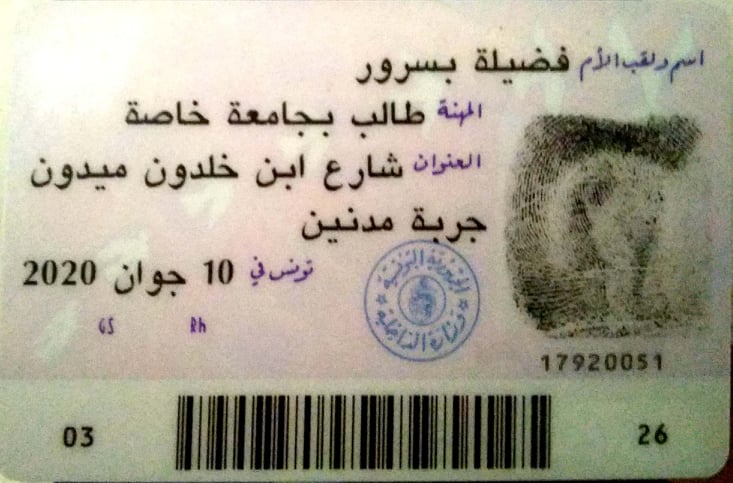 اسم ولقب الأم فضيلة بسرور
المهنة طالب بجامعة خاصة
العنوان شارع ابن خلدون ميدون
جربة مدنين
تونس في 10 جوان 2020
GS Rh
الجمهورية التونسية
وزارة الداخلية
17920051
03 26